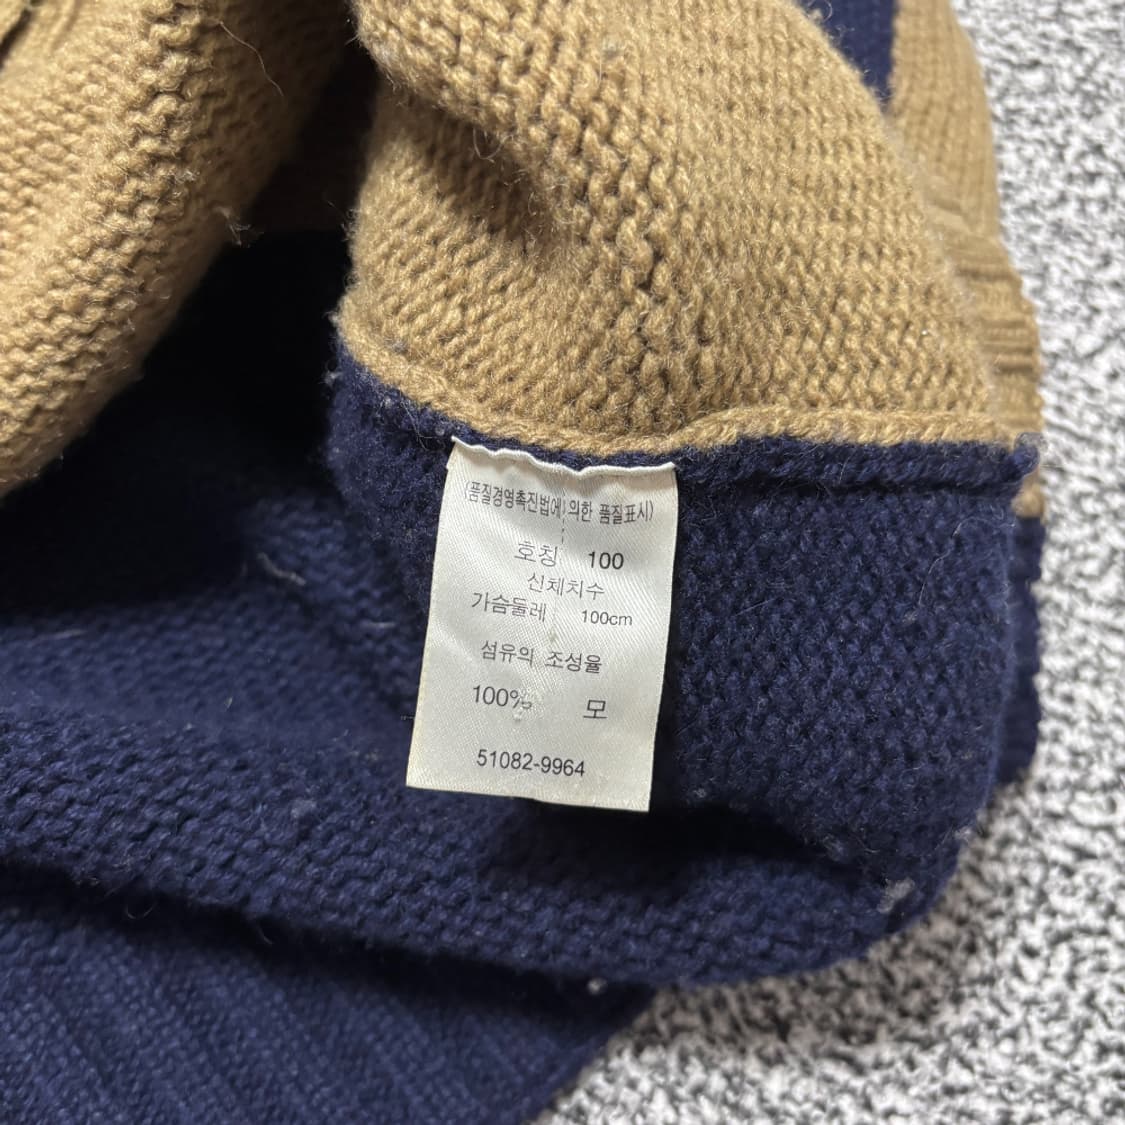 (품질경영촉진법에 의한 품질표시)
호칭 100
신체치수
가슴둘레 100cm
섬유의 조성율
100% 모
51082-9964